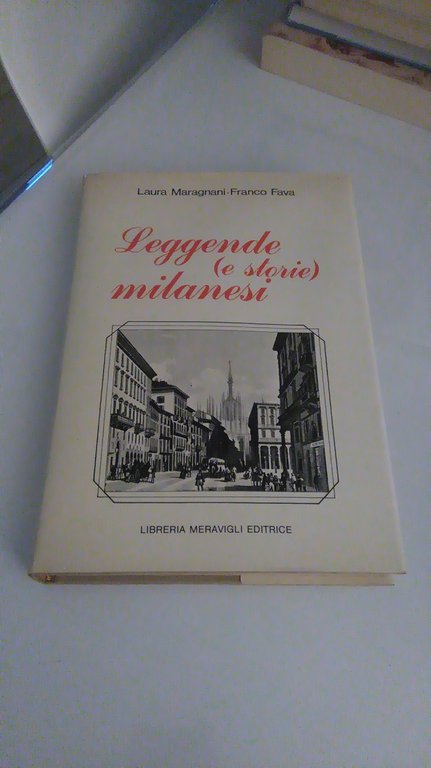 Laura Maragnani-Franco Fava
Leggende
(e storie)
milanesi
LIBRERIA MERAVIGLI EDITRICE